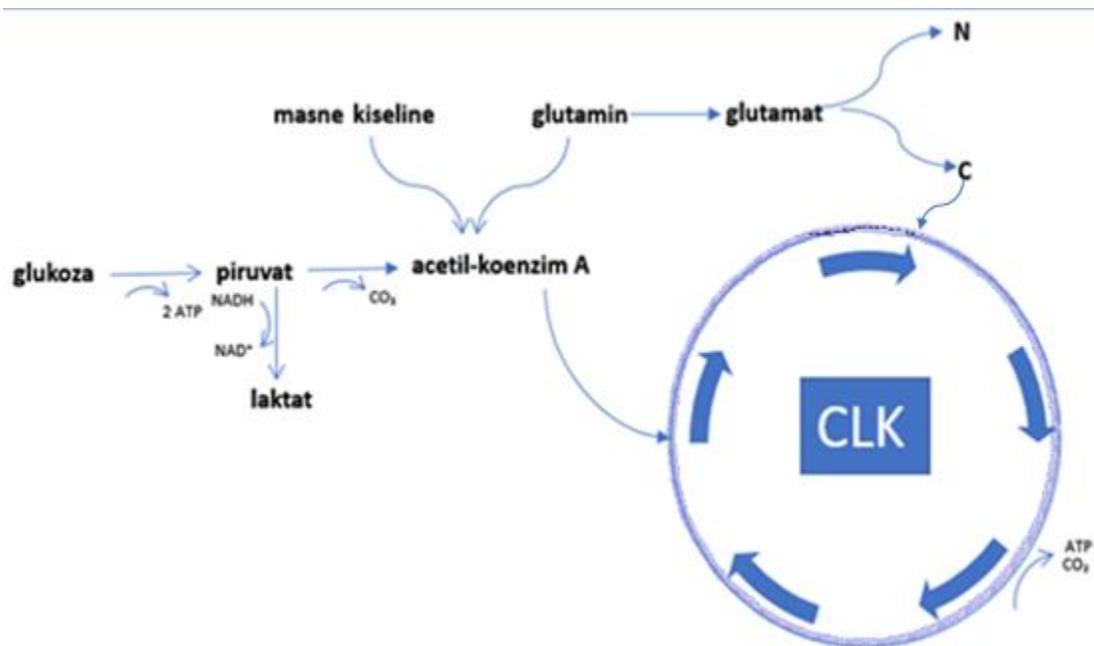 N
masne kiseline
glutamin
glutamat
C
glukoza
piruvat
acetil-koenzim A
2 ATP
NADH
CO₂
NAD⁺
laktat
CLK
ATP
CO₂